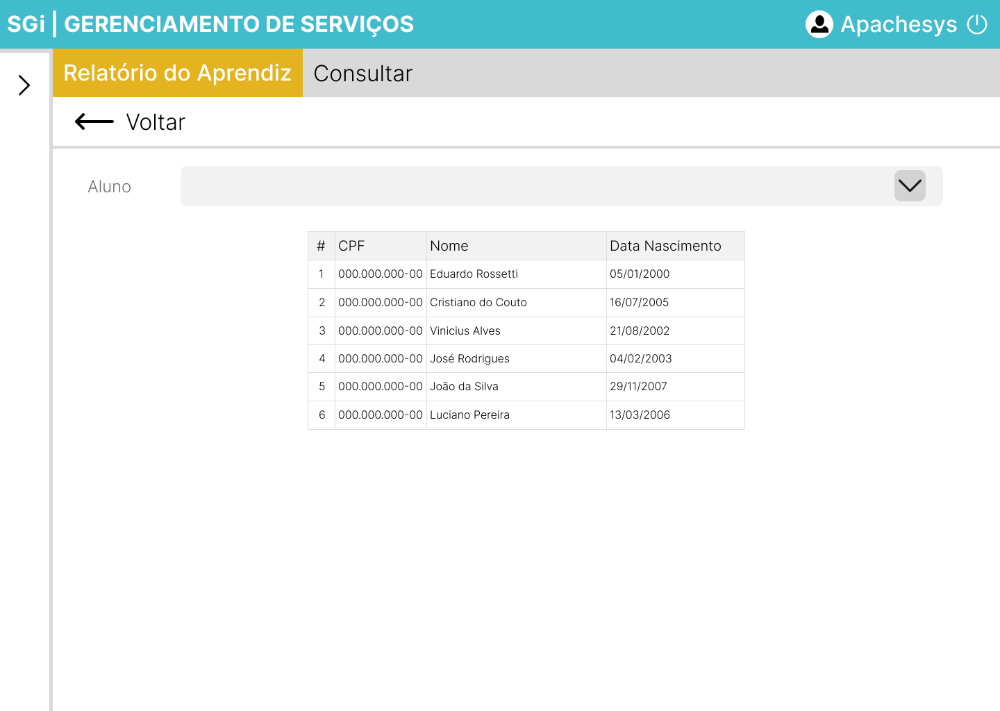 SGi | GERENCIAMENTO DE SERVIÇOS
Apachesys
Relatório do Aprendiz
Consultar
Voltar
Aluno
# CPF Nome Data Nascimento
1 000.000.000-00 Eduardo Rossetti 05/01/2000
2 000.000.000-00 Cristiano do Couto 16/07/2005
3 000.000.000-00 Vinicius Alves 21/08/2002
4 000.000.000-00 José Rodrigues 04/02/2003
5 000.000.000-00 João da Silva 29/11/2007
6 000.000.000-00 Luciano Pereira 13/03/2006